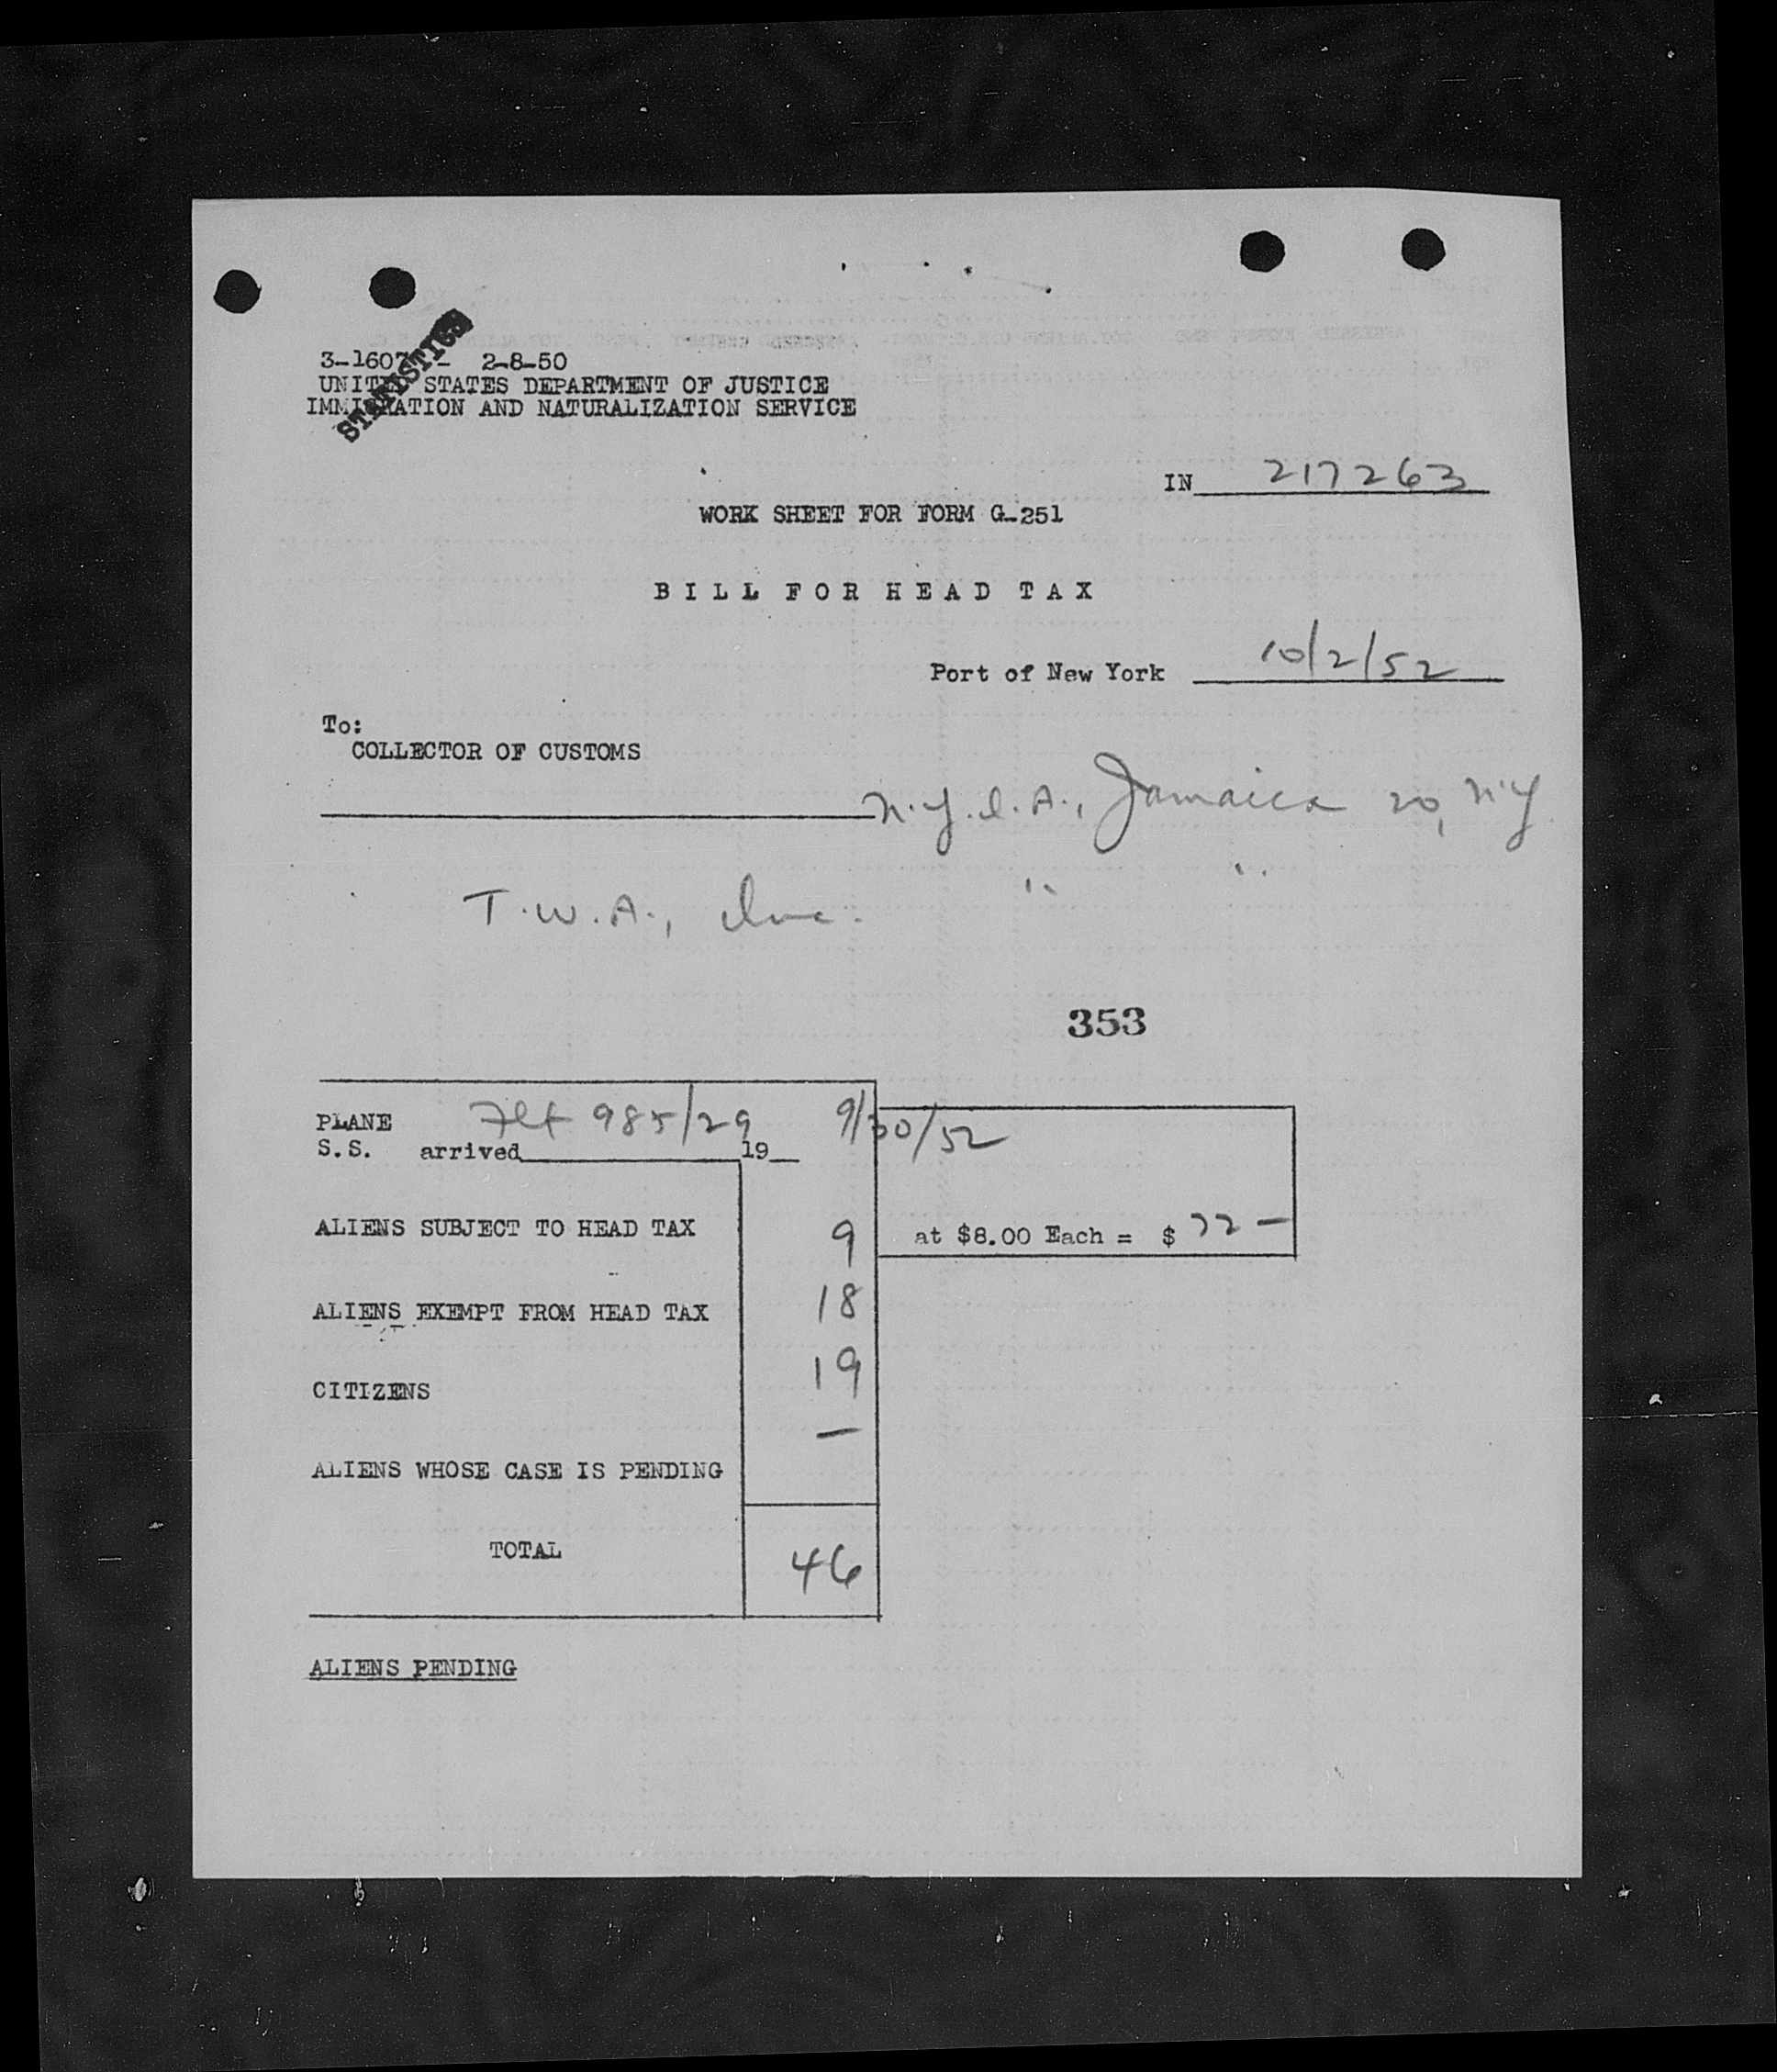 STATISTICS
3-1607 - 2-8-50
UNITED STATES DEPARTMENT OF JUSTICE
IMMIGRATION AND NATURALIZATION SERVICE
IN 217263
WORK SHEET FOR FORM G-251
BILL FOR HEAD TAX
Port of New York 10/2/52
To:
COLLECTOR OF CUSTOMS
N.Y.I.A., Jamaica 20, N.Y
T.W.A., Inc. " "
353
PLANE Flt 985/29 9/30/52
S.S. arrived 19
ALIENS SUBJECT TO HEAD TAX 9 at $8.00 Each = $ 72 —
ALIENS EXEMPT FROM HEAD TAX 18
CITIZENS 19
ALIENS WHOSE CASE IS PENDING —
TOTAL 46
ALIENS PENDING